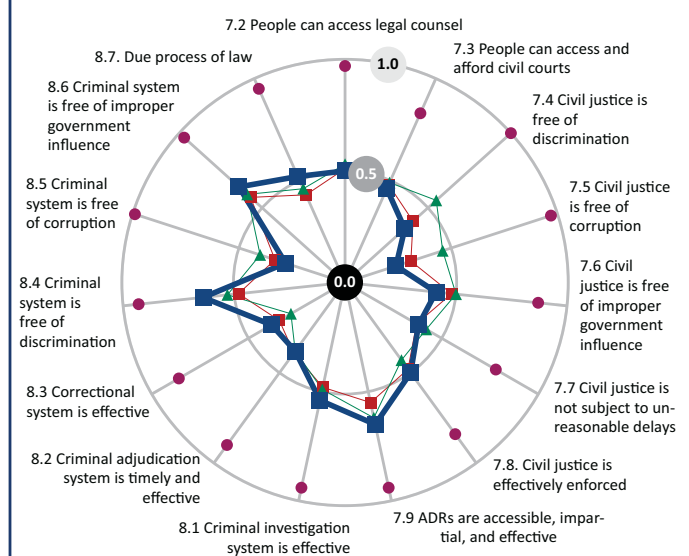 7.2 People can access legal counsel
7.3 People can access and
afford civil courts
7.4 Civil justice is
free of
discrimination
7.5 Civil justice
is free of
corruption
7.6 Civil
justice is free
of improper
government
influence
7.7 Civil justice is
not subject to un-
reasonable delays
7.8. Civil justice is
effectively enforced
7.9 ADRs are accessible, impar-
tial, and effective
8.1 Criminal investigation
system is effective
8.2 Criminal adjudication
system is timely and
effective
8.3 Correctional
system is effective
8.4 Criminal
system is
free of
discrimination
8.5 Criminal
system is free
of corruption
8.6 Criminal system
is free of improper
government
influence
8.7. Due process of law
1.0
0.5
0.0